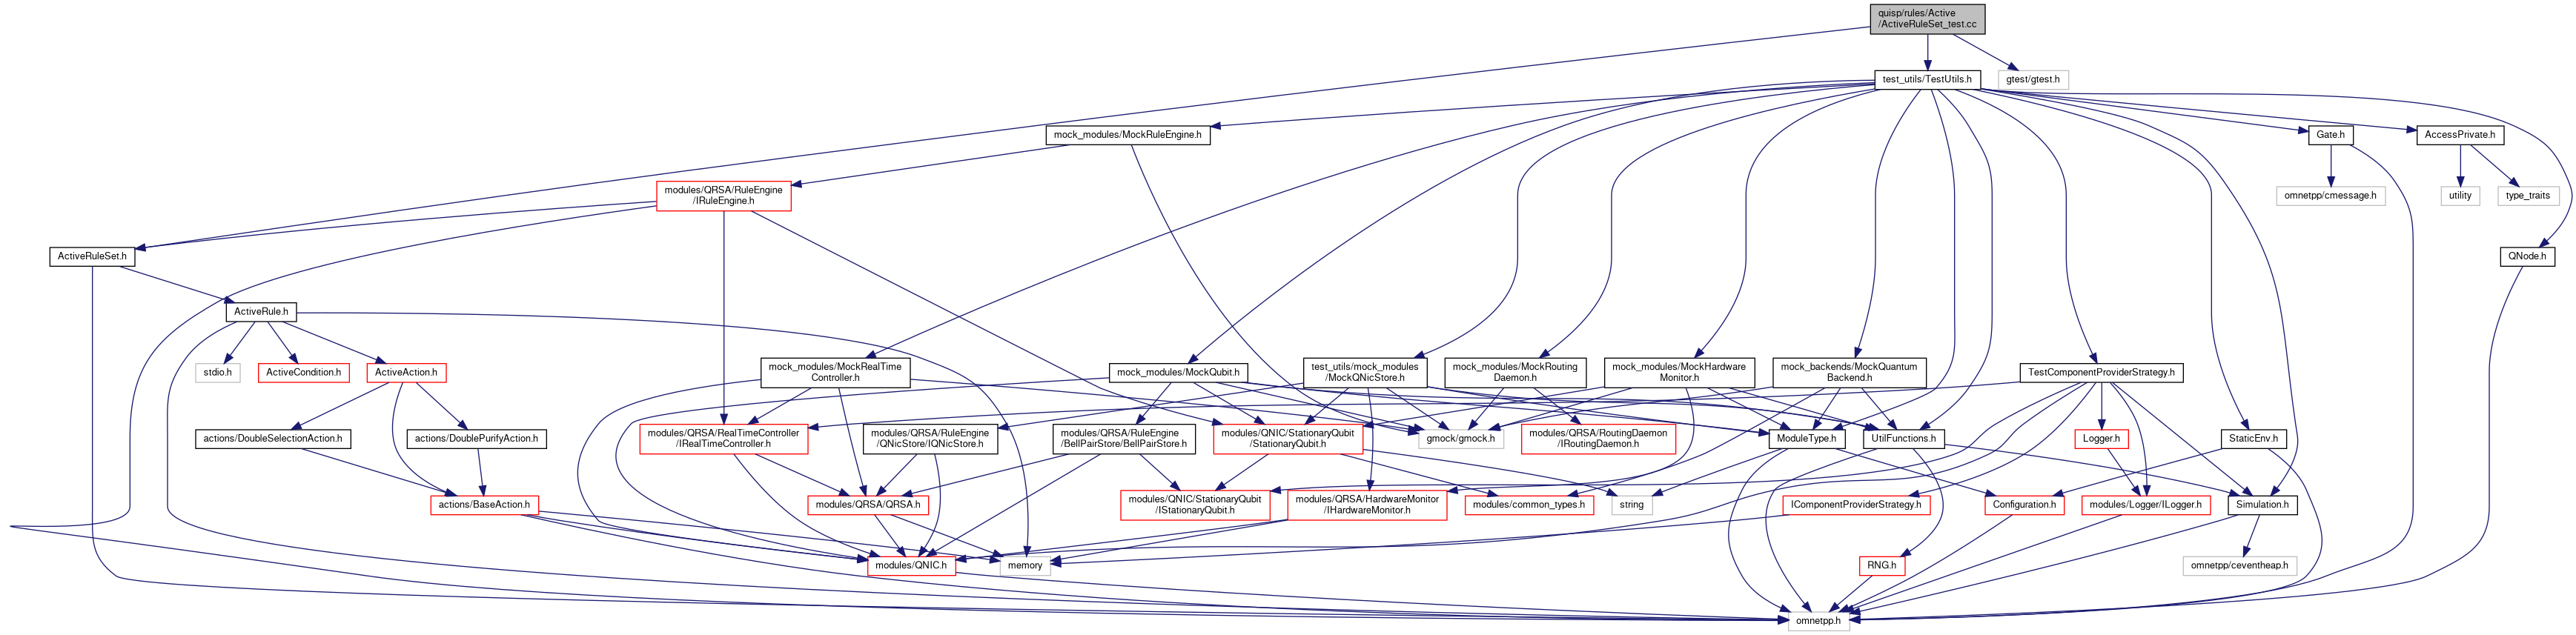 quisp/rules/Active
/ActiveRuleSet_test.cc
test_utils/TestUtils.h
gtest/gtest.h
mock_modules/MockRuleEngine.h
Gate.h
AccessPrivate.h
modules/QRSA/RuleEngine
/IRuleEngine.h
omnetpp/cmessage.h
utility
type_traits
ActiveRuleSet.h
QNode.h
ActiveRule.h
stdio.h
ActiveCondition.h
ActiveAction.h
mock_modules/MockRealTime
Controller.h
mock_modules/MockQubit.h
test_utils/mock_modules
/MockQNicStore.h
mock_modules/MockRouting
Daemon.h
mock_modules/MockHardware
Monitor.h
mock_backends/MockQuantum
Backend.h
TestComponentProviderStrategy.h
actions/DoubleSelectionAction.h
actions/DoublePurifyAction.h
modules/QRSA/RealTimeController
/IRealTimeController.h
modules/QRSA/RuleEngine
/QNicStore/IQNicStore.h
modules/QRSA/RuleEngine
/BellPairStore/BellPairStore.h
modules/QNIC/StationaryQubit
/StationaryQubit.h
gmock/gmock.h
modules/QRSA/RoutingDaemon
/IRoutingDaemon.h
ModuleType.h
UtilFunctions.h
Logger.h
StaticEnv.h
actions/BaseAction.h
modules/QRSA/QRSA.h
modules/QNIC/StationaryQubit
/IStationaryQubit.h
modules/QRSA/HardwareMonitor
/IHardwareMonitor.h
modules/common_types.h
string
IComponentProviderStrategy.h
Configuration.h
modules/Logger/ILogger.h
Simulation.h
modules/QNIC.h
memory
RNG.h
omnetpp/ceventheap.h
omnetpp.h